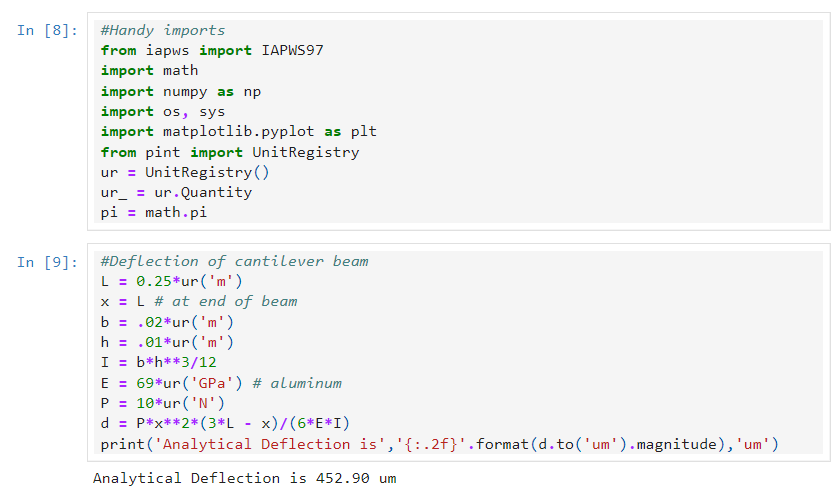 In [8]:
#Handy imports
from iapws import IAPWS97
import math
import numpy as np
import os, sys
import matplotlib.pyplot as plt
from pint import UnitRegistry
ur = UnitRegistry()
ur_ = ur.Quantity
pi = math.pi
In [9]:
#Deflection of cantilever beam
L = 0.25*ur('m')
x = L # at end of beam
b = .02*ur('m')
h = .01*ur('m')
I = b*h**3/12
E = 69*ur('GPa') # aluminum
P = 10*ur('N')
d = P*x**2*(3*L - x)/(6*E*I)
print('Analytical Deflection is','{:.2f}'.format(d.to('um').magnitude),'um')
Analytical Deflection is 452.90 um